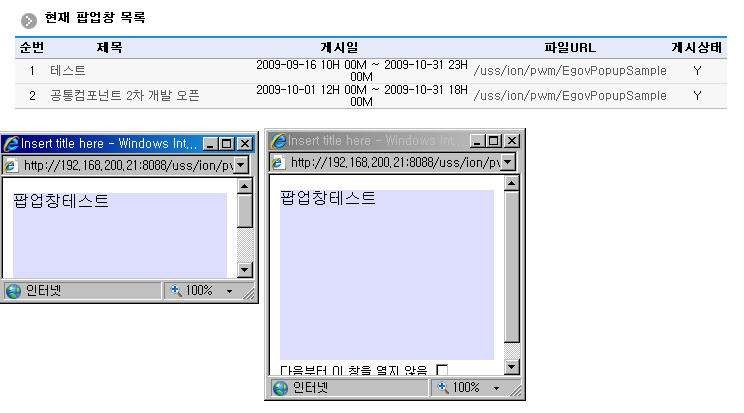 현재 팝업창 목록
순번 제목 게시일 파일URL 게시상태
1 테스트 2009-09-16 10H 00M ~ 2009-10-31 23H 00M /uss/ion/pwm/EgovPopupSample Y
2 공통컴포넌트 2차 개발 오픈 2009-10-01 12H 00M ~ 2009-10-31 18H 00M /uss/ion/pwm/EgovPopupSample Y
Insert title here - Windows Int...
http://192.168.200.21:8088/uss/ion/pv
팝업창테스트
인터넷 100%
Insert title here - Windows Int...
http://192.168.200.21:8088/uss/ion/pv
팝업창테스트
다음부터 이 창을 열지 않음
인터넷 100%